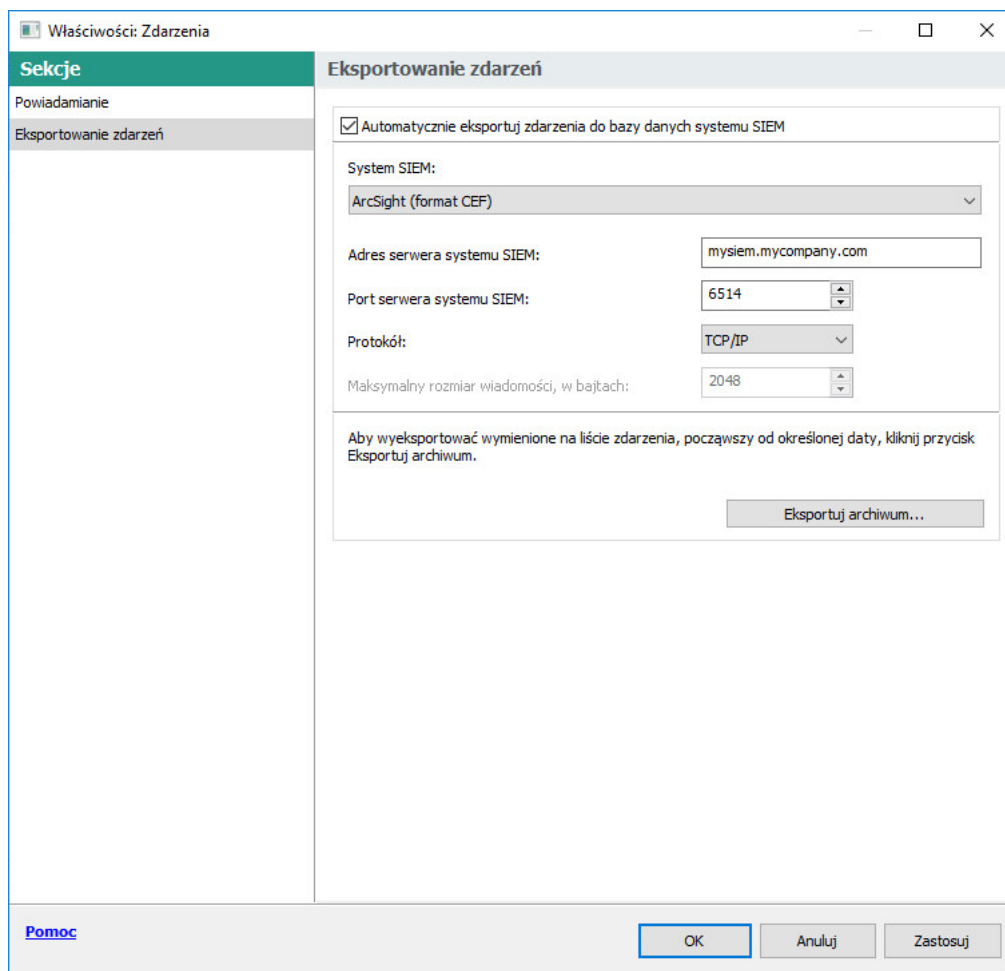 Właściwości: Zdarzenia
Sekcje
Powiadamianie
Eksportowanie zdarzeń
Eksportowanie zdarzeń
Automatycznie eksportuj zdarzenia do bazy danych systemu SIEM
System SIEM:
ArcSight (format CEF)
Adres serwera systemu SIEM:
mysiem.mycompany.com
Port serwera systemu SIEM:
6514
Protokół:
TCP/IP
Maksymalny rozmiar wiadomości, w bajtach:
2048
Aby wyeksportować wymienione na liście zdarzenia, począwszy od określonej daty, kliknij przycisk
Eksportuj archiwum.
Eksportuj archiwum...
Pomoc
OK
Anuluj
Zastosuj